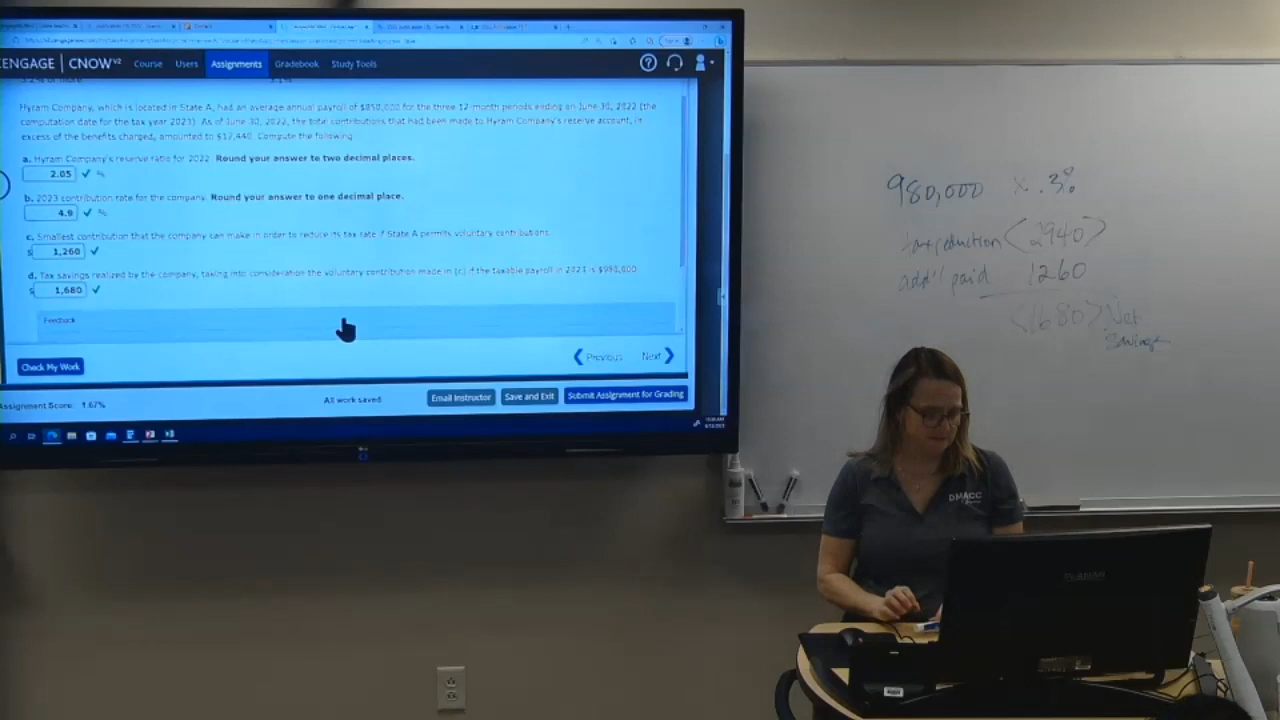 CENGAGE | CNOWV2 Course Users Assignments Gradebook Study Tools
Hyram Company, which is located in State A, had an average annual payroll of $850,000 for the three 12-month periods ending on June 30, 2022 (the
computation date for the tax year 2023). As of June 30, 2022, the total contributions that had been made to Hyram Company's reserve account, in
excess of the benefits charged, amounted to $17,440. Compute the following
a. Hyram Company's reserve ratio for 2022. Round your answer to two decimal places.
2.05 %
b. 2023 contribution rate for the company. Round your answer to one decimal place.
4.9 %
c. Smallest contribution that the company can make in order to reduce its tax rate if State A permits voluntary contributions.
$ 1,260
d. Tax savings realized by the company, taking into consideration the voluntary contribution made in (c) if the taxable payroll in 2023 is $980,000
$ 1,680
Feedback
Previous Next
Check My Work
Assignment Score: All work saved Email Instructor Save and Exit Submit Assignment for Grading
980,000 x .3%
tax reduction <2940>
add'l paid 1260
<1680> Net
Savings
DMACC